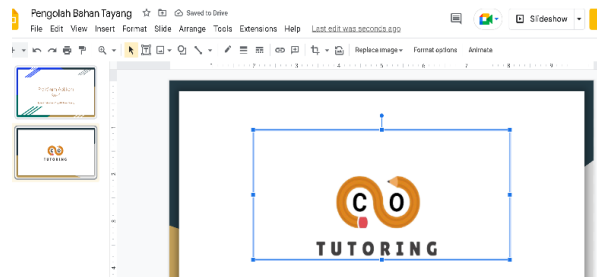 Pengolah Bahan Tayang
Saved to Drive
File Edit View Insert Format Slide Arrange Tools Extensions Help Last edit was seconds ago
Slideshow
Replace image Format options Animate
TUTORING
C O
TUTORING